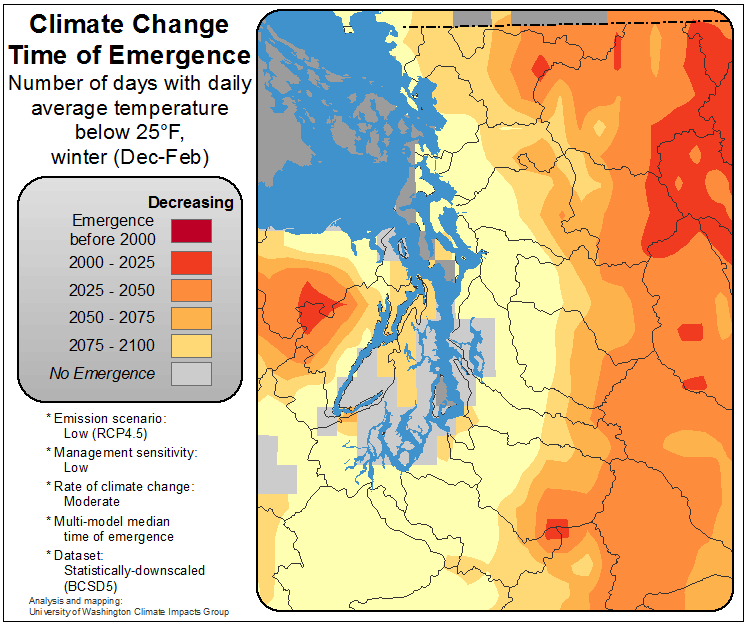 Climate Change
Time of Emergence
Number of days with daily
average temperature
below 25°F,
winter (Dec-Feb)
Decreasing
Emergence
before 2000
2000 - 2025
2025 - 2050
2050 - 2075
2075 - 2100
No Emergence
* Emission scenario:
Low (RCP4.5)
* Management sensitivity:
Low
* Rate of climate change:
Moderate
* Multi-model median
time of emergence
* Dataset:
Statistically-downscaled
(BCSD5)
Analysis and mapping:
University of Washington Climate Impacts Group